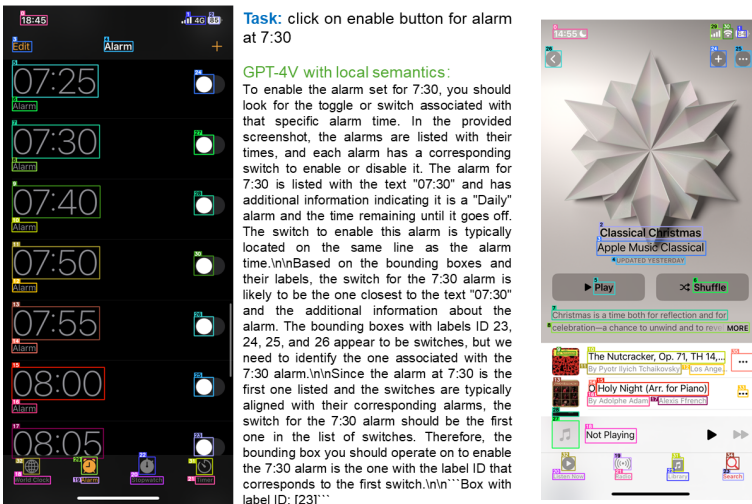 18:45
4G
85
Edit
Alarm
07:25
Alarm
07:30
Alarm
07:40
Alarm
07:50
Alarm
07:55
Alarm
08:00
Alarm
08:05
World Clock
Alarm
Stopwatch
Timer
Task: click on enable button for alarm
at 7:30
GPT-4V with local semantics:
To enable the alarm set for 7:30, you should
look for the toggle or switch associated with
that specific alarm time. In the provided
screenshot, the alarms are listed with their
times, and each alarm has a corresponding
switch to enable or disable it. The alarm for
7:30 is listed with the text "07:30" and has
additional information indicating it is a "Daily"
alarm and the time remaining until it goes off.
The switch to enable this alarm is typically
located on the same line as the alarm
time.\n\nBased on the bounding boxes and
their labels, the switch for the 7:30 alarm is
likely to be the one closest to the text "07:30"
and the additional information about the
alarm. The bounding boxes with labels ID 23,
24, 25, and 26 appear to be switches, but we
need to identify the one associated with the
7:30 alarm.\n\nSince the alarm at 7:30 is the
first one listed and the switches are typically
aligned with their corresponding alarms, the
switch for the 7:30 alarm should be the first
one in the list of switches. Therefore, the
bounding box you should operate on to enable
the 7:30 alarm is the one with the label ID that
corresponds to the first switch.\n\n```Box with
label ID: [23]```
14:55
Classical Christmas
Apple Music Classical
UPDATED YESTERDAY
Play
Shuffle
Christmas is a time both for reflection and for
celebration—a chance to unwind and to reve MORE
The Nutcracker, Op. 71, TH 14,...
By Pyotr Ilyich Tchaikovsky Los Ange..
O Holy Night (Arr. for Piano)
By Adolphe Adam Alexis Ffrench
Not Playing
Listen Now
Radio
Library
Search